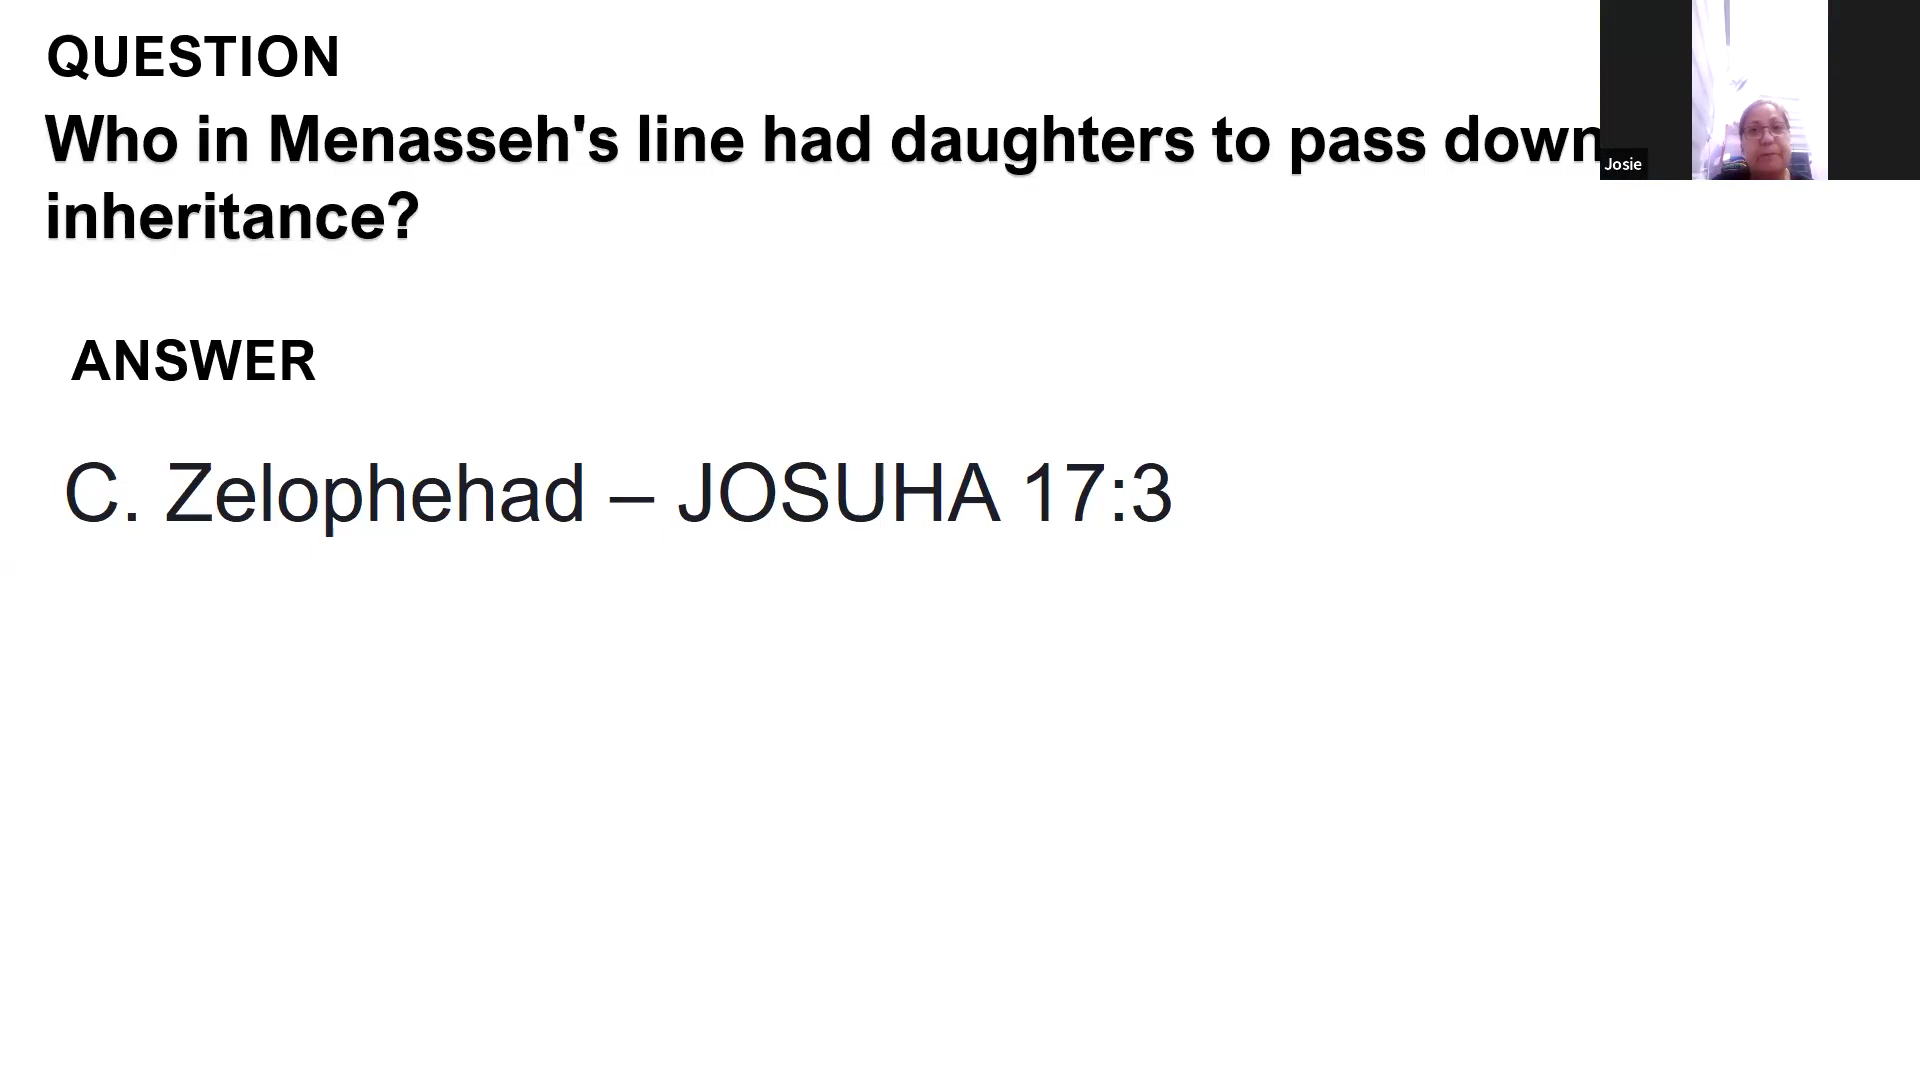 QUESTION
Who in Menasseh's line had daughters to pass down
inheritance?
Josie
ANSWER
C. Zelophehad – JOSUHA 17:3